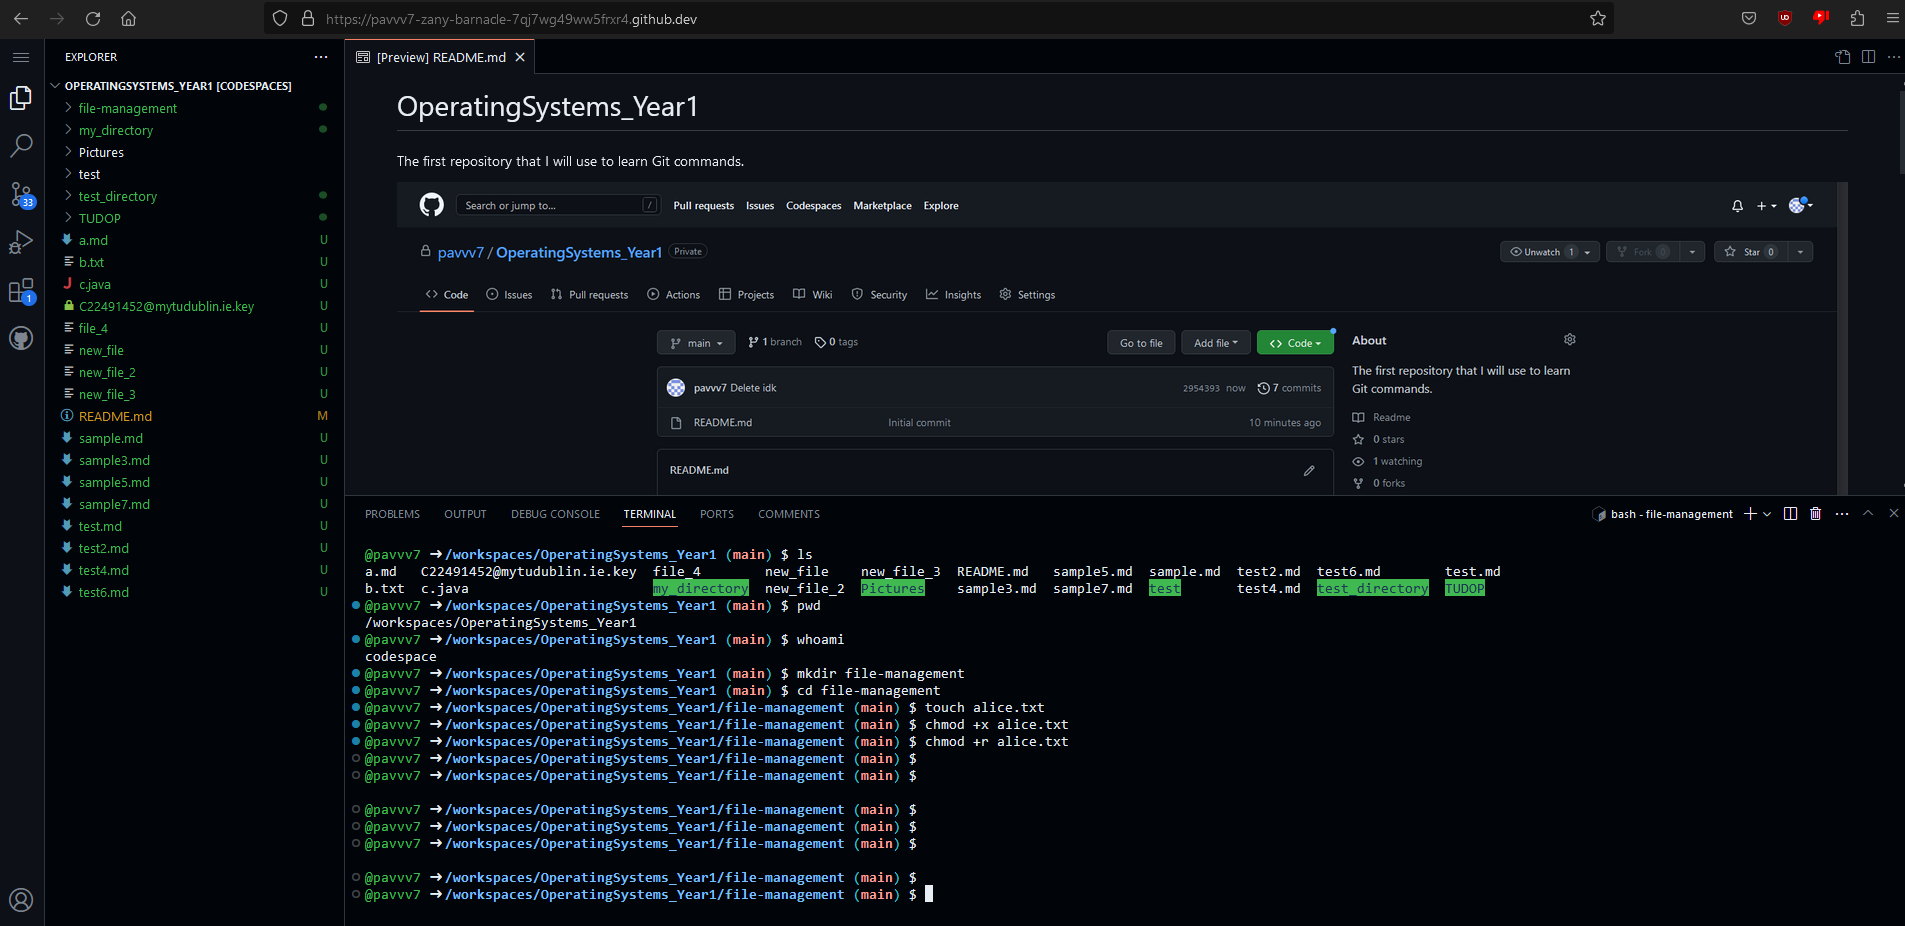 https://pavvv7-zany-barnacle-7qj7wg49ww5frxr4.github.dev
EXPLORER
OPERATINGSYSTEMS_YEAR1 [CODESPACES]
file-management
my_directory
Pictures
test
test_directory
TUDOP
a.md U
b.txt U
c.java U
C22491452@mytudublin.ie.key U
file_4 U
new_file U
new_file_2 U
new_file_3 U
README.md M
sample.md U
sample3.md U
sample5.md U
sample7.md U
test.md U
test2.md U
test4.md U
test6.md U
33
1
[Preview] README.md
OperatingSystems_Year1
The first repository that I will use to learn Git commands.
Search or jump to... / Pull requests Issues Codespaces Marketplace Explore
pavvv7 / OperatingSystems_Year1 Private Unwatch 1 Fork 0 Star 0
Code Issues Pull requests Actions Projects Wiki Security Insights Settings
main 1 branch 0 tags Go to file Add file Code
pavvv7 Delete idk 2954393 now 7 commits
README.md Initial commit 10 minutes ago
README.md
About
The first repository that I will use to learn
Git commands.
Readme
0 stars
1 watching
0 forks
PROBLEMS OUTPUT DEBUG CONSOLE TERMINAL PORTS COMMENTS bash - file-management
@pavvv7 ➜ /workspaces/OperatingSystems_Year1 (main) $ ls
a.md C22491452@mytudublin.ie.key file_4 new_file new_file_3 README.md sample5.md sample.md test2.md test6.md test.md
b.txt c.java my_directory new_file_2 Pictures sample3.md sample7.md test test4.md test_directory TUDOP
@pavvv7 ➜ /workspaces/OperatingSystems_Year1 (main) $ pwd
/workspaces/OperatingSystems_Year1
@pavvv7 ➜ /workspaces/OperatingSystems_Year1 (main) $ whoami
codespace
@pavvv7 ➜ /workspaces/OperatingSystems_Year1 (main) $ mkdir file-management
@pavvv7 ➜ /workspaces/OperatingSystems_Year1 (main) $ cd file-management
@pavvv7 ➜ /workspaces/OperatingSystems_Year1/file-management (main) $ touch alice.txt
@pavvv7 ➜ /workspaces/OperatingSystems_Year1/file-management (main) $ chmod +x alice.txt
@pavvv7 ➜ /workspaces/OperatingSystems_Year1/file-management (main) $ chmod +r alice.txt
@pavvv7 ➜ /workspaces/OperatingSystems_Year1/file-management (main) $
@pavvv7 ➜ /workspaces/OperatingSystems_Year1/file-management (main) $
@pavvv7 ➜ /workspaces/OperatingSystems_Year1/file-management (main) $
@pavvv7 ➜ /workspaces/OperatingSystems_Year1/file-management (main) $
@pavvv7 ➜ /workspaces/OperatingSystems_Year1/file-management (main) $
@pavvv7 ➜ /workspaces/OperatingSystems_Year1/file-management (main) $
@pavvv7 ➜ /workspaces/OperatingSystems_Year1/file-management (main) $